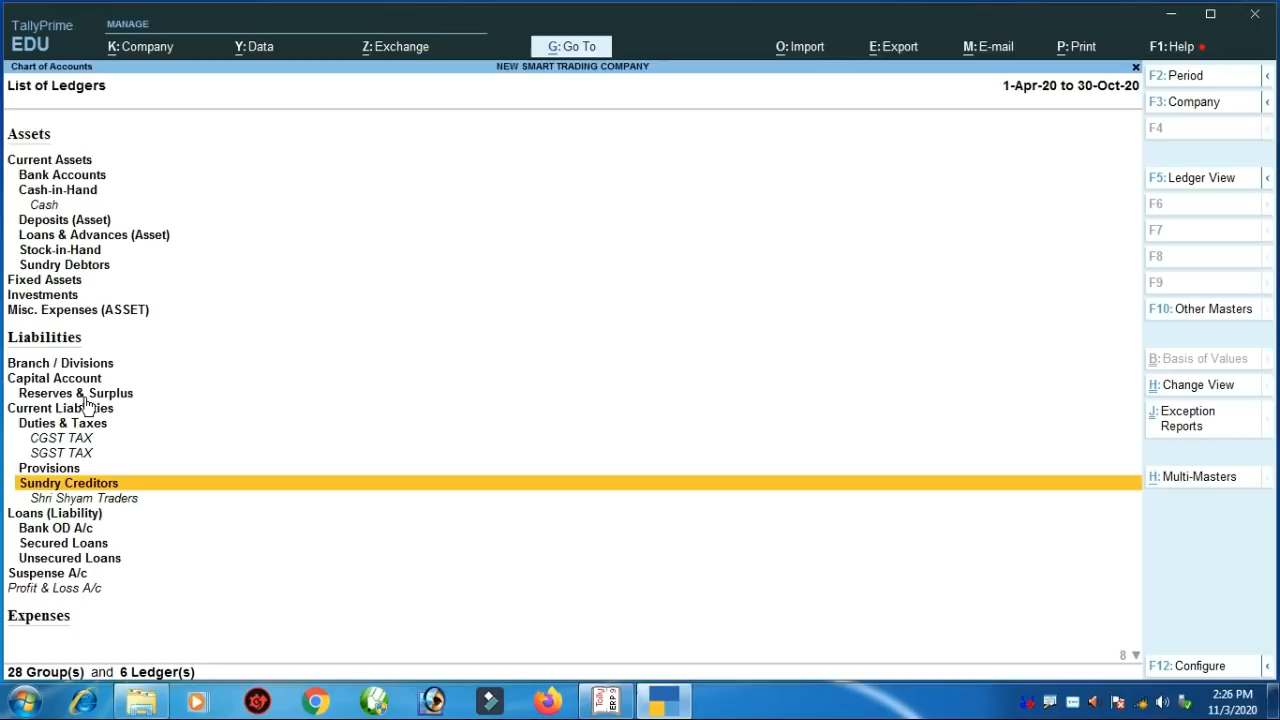 TallyPrime
EDU
MANAGE
K: Company
Y: Data
Z: Exchange
G: Go To
O: Import
E: Export
M: E-mail
P: Print
F1: Help
Chart of Accounts
NEW SMART TRADING COMPANY
List of Ledgers
1-Apr-20 to 30-Oct-20
Assets
Current Assets
Bank Accounts
Cash-in-Hand
Cash
Deposits (Asset)
Loans & Advances (Asset)
Stock-in-Hand
Sundry Debtors
Fixed Assets
Investments
Misc. Expenses (ASSET)
Liabilities
Branch / Divisions
Capital Account
Reserves & Surplus
Current Liabilities
Duties & Taxes
CGST TAX
SGST TAX
Provisions
Sundry Creditors
Shri Shyam Traders
Loans (Liability)
Bank OD A/c
Secured Loans
Unsecured Loans
Suspense A/c
Profit & Loss A/c
Expenses
8
28 Group(s) and 6 Ledger(s)
F2: Period
F3: Company
F4
F5: Ledger View
F6
F7
F8
F9
F10: Other Masters
B: Basis of Values
H: Change View
J: Exception
Reports
H: Multi-Masters
F12: Configure
Tally
ERP 9
2:26 PM
11/3/2020